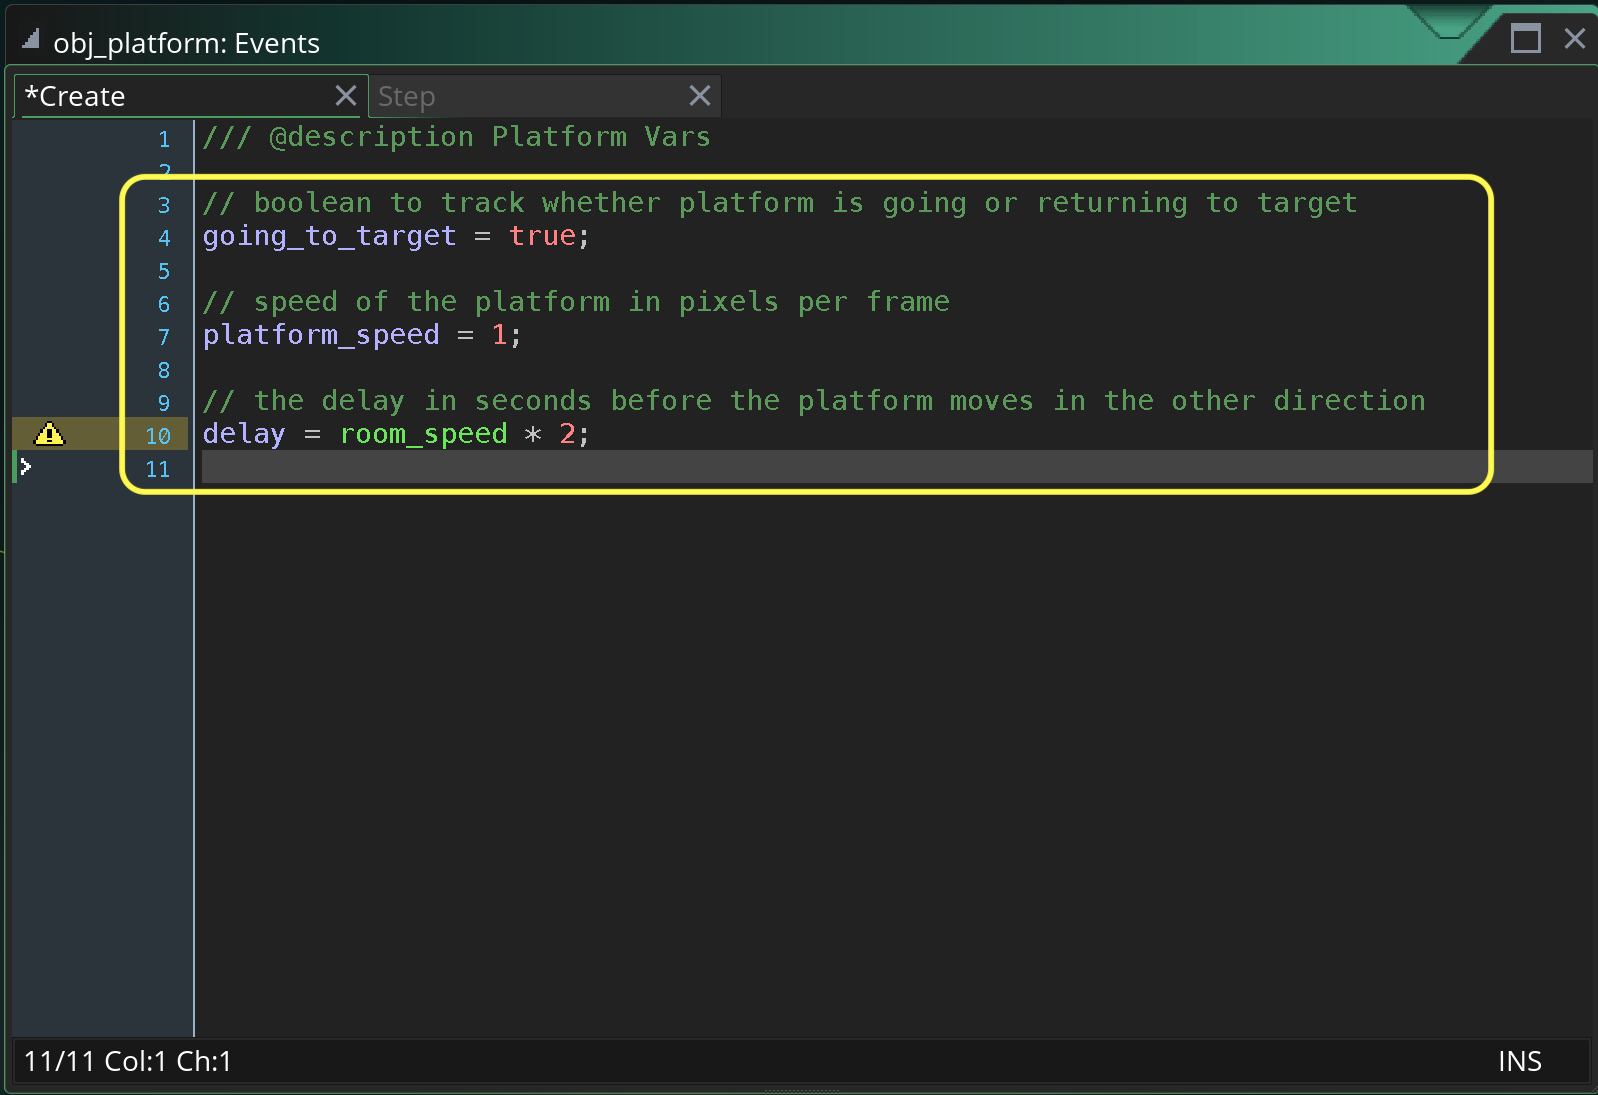 obj_platform: Events
*Create
Step
1 /// @description Platform Vars
2
3 // boolean to track whether platform is going or returning to target
4 going_to_target = true;
5
6 // speed of the platform in pixels per frame
7 platform_speed = 1;
8
9 // the delay in seconds before the platform moves in the other direction
10 delay = room_speed * 2;
11
11/11 Col:1 Ch:1
INS